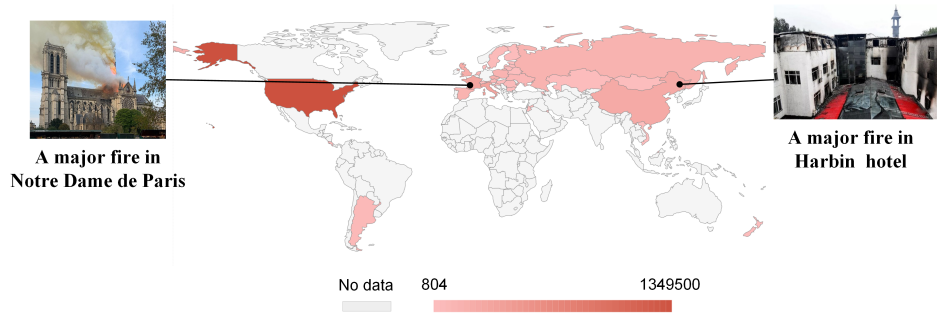 A major fire in
Notre Dame de Paris
A major fire in
Harbin hotel
No data
804
1349500